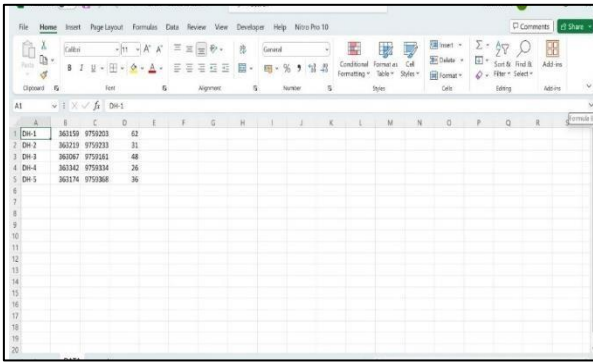 File Home Insert Page Layout Formulas Data Review View Developer Help Nitro Pro 10 Comments Share
Calibri 11 A A General Insert
Paste B I U A % 9 Conditional Format as Cell Delete Sort & Find & Add-ins
Formatting Table Styles Format Filter Select
Clipboard Font Alignment Number Styles Cells Editing Add-ins
A1 fx DH-1
A B C D E F G H I J K L M N O P Q R S
1 DH-1 363159 9759203 62
2 DH-2 363219 9759233 31
3 DH-3 363067 9759161 48
4 DH-4 363342 9759334 26
5 DH-5 363174 9759368 36
6
7
8
9
10
11
12
13
14
15
16
17
18
19
20
DATA